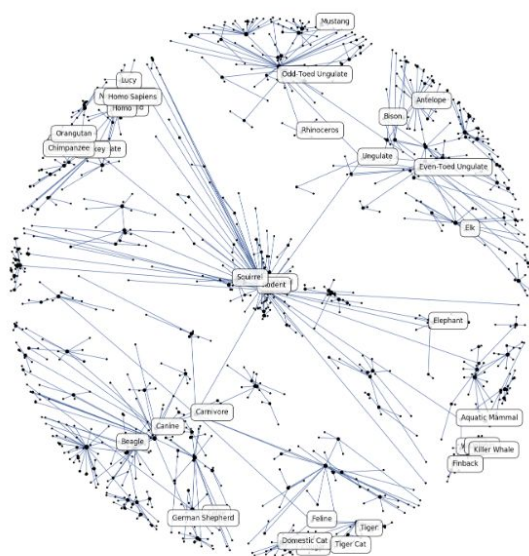 Mustang
Odd-Toed Ungulate
Lucy
Homo Sapiens
Homo
Antelope
Bison
Rhinoceros
Orangutan
Chimpanzee
Ungulate
Even-Toed Ungulate
Elk
Squirrel
Elephant
Carnivore
Aquatic Mammal
Canine
Beagle
Killer Whale
Finback
German Shepherd
Feline
Tiger
Domestic Cat
Tiger Cat